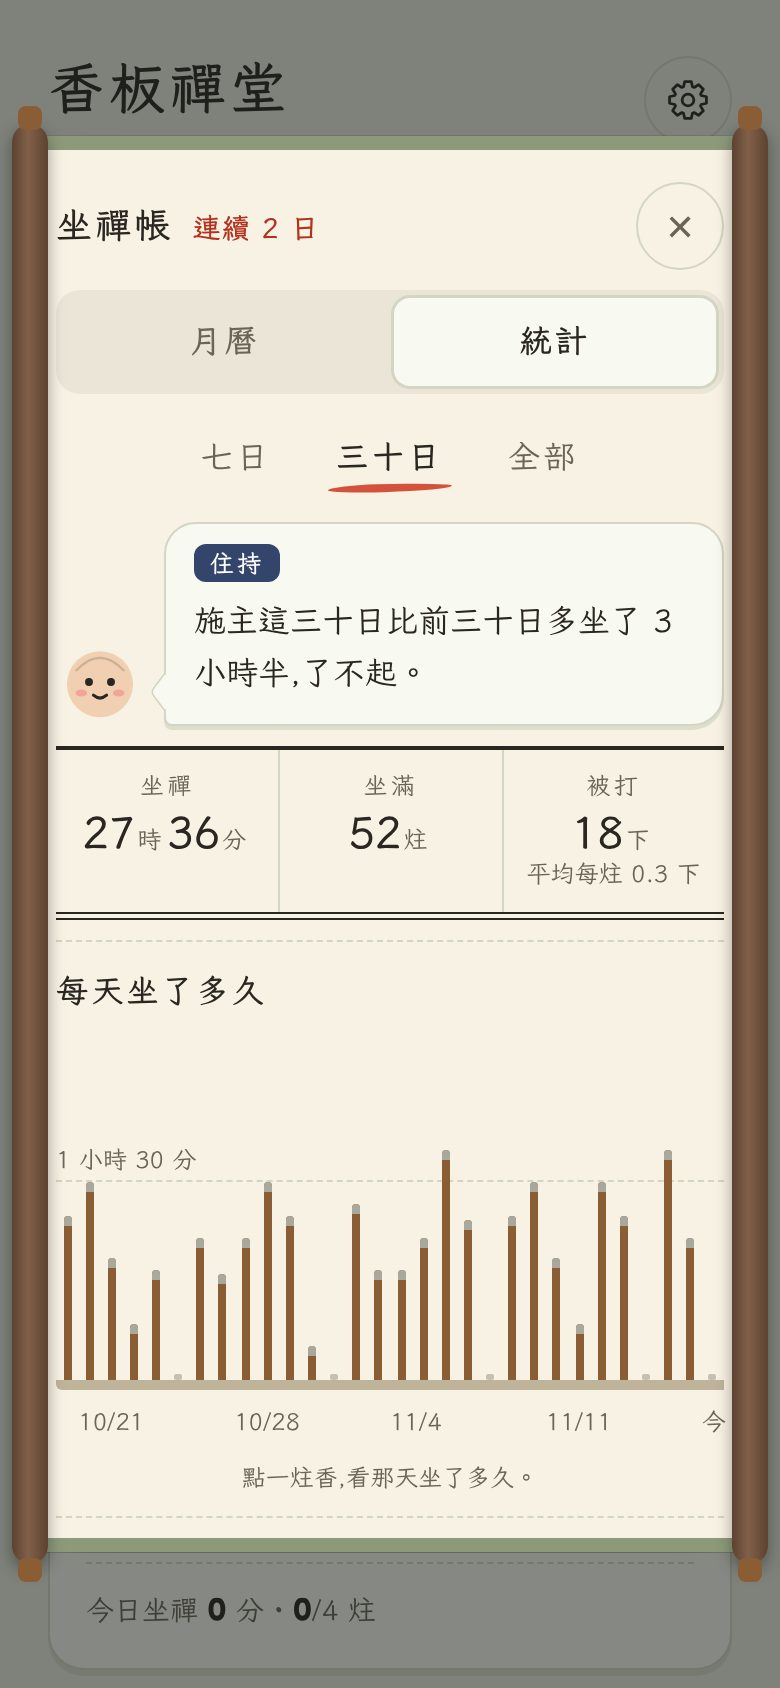 香板禪堂
坐禪帳 連續 2 日
月曆 統計
七日 三十日 全部
住持
施主這三十日比前三十日多坐了 3
小時半,了不起。
坐禪 坐滿 被打
27時36分 52炷 18下
平均每炷 0.3 下
每天坐了多久
1 小時 30 分
10/21 10/28 11/4 11/11 今
點一炷香,看那天坐了多久。
今日坐禪 0 分·0/4 炷